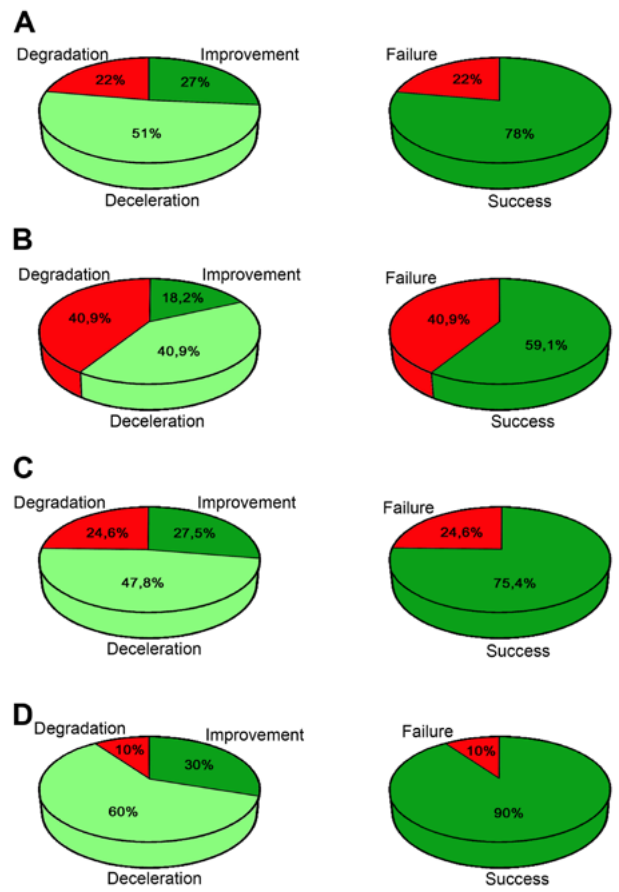 A
Degradation Improvement Failure
22% 27% 22%
51% 78%
Deceleration Success
B
Degradation Improvement Failure
18,2%
40,9% 40,9%
40,9% 59,1%
Deceleration Success
C
Degradation Improvement Failure
24,6% 27,5% 24,6%
47,8% 75,4%
Deceleration Success
D
Degradation Improvement Failure
10% 30% 10%
60% 90%
Deceleration Success